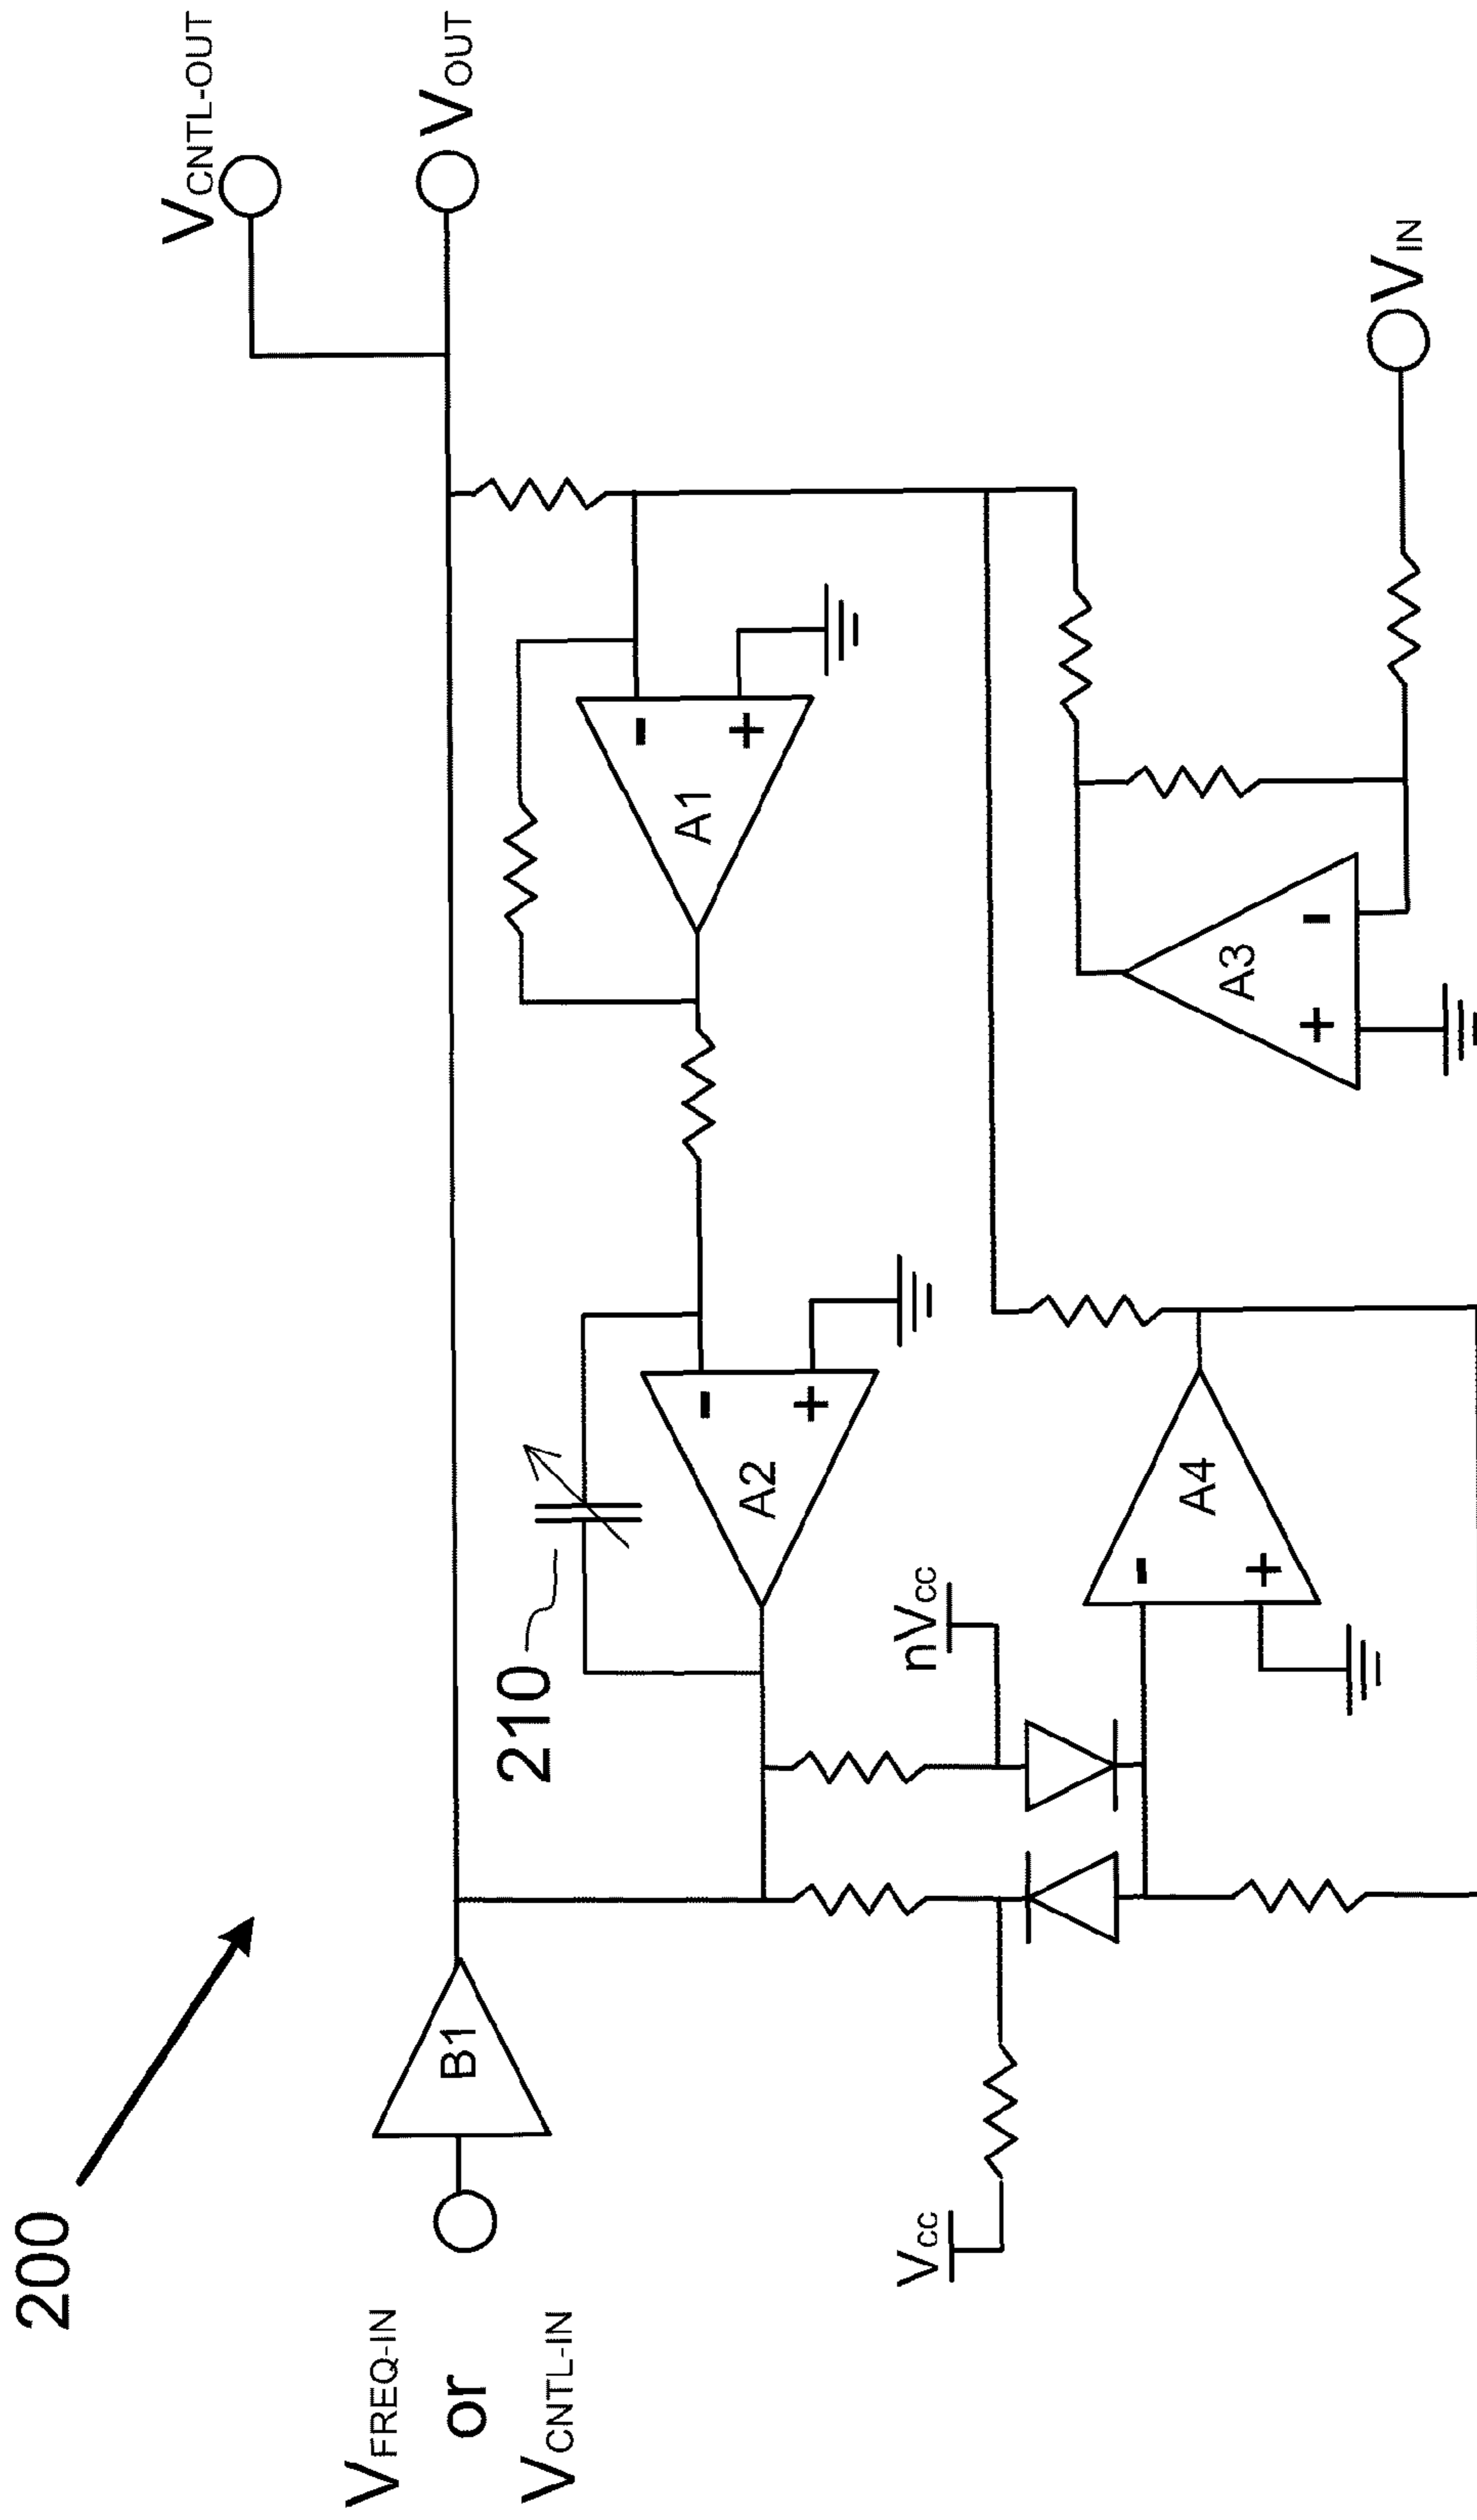 200
VFREQ-IN
or
VCNTL-IN
B1
VCNTL-OUT
VOUT
210
A2
A1
Vcc
nVcc
A4
A3
VIN
-
+
-
+
-
+
-
+